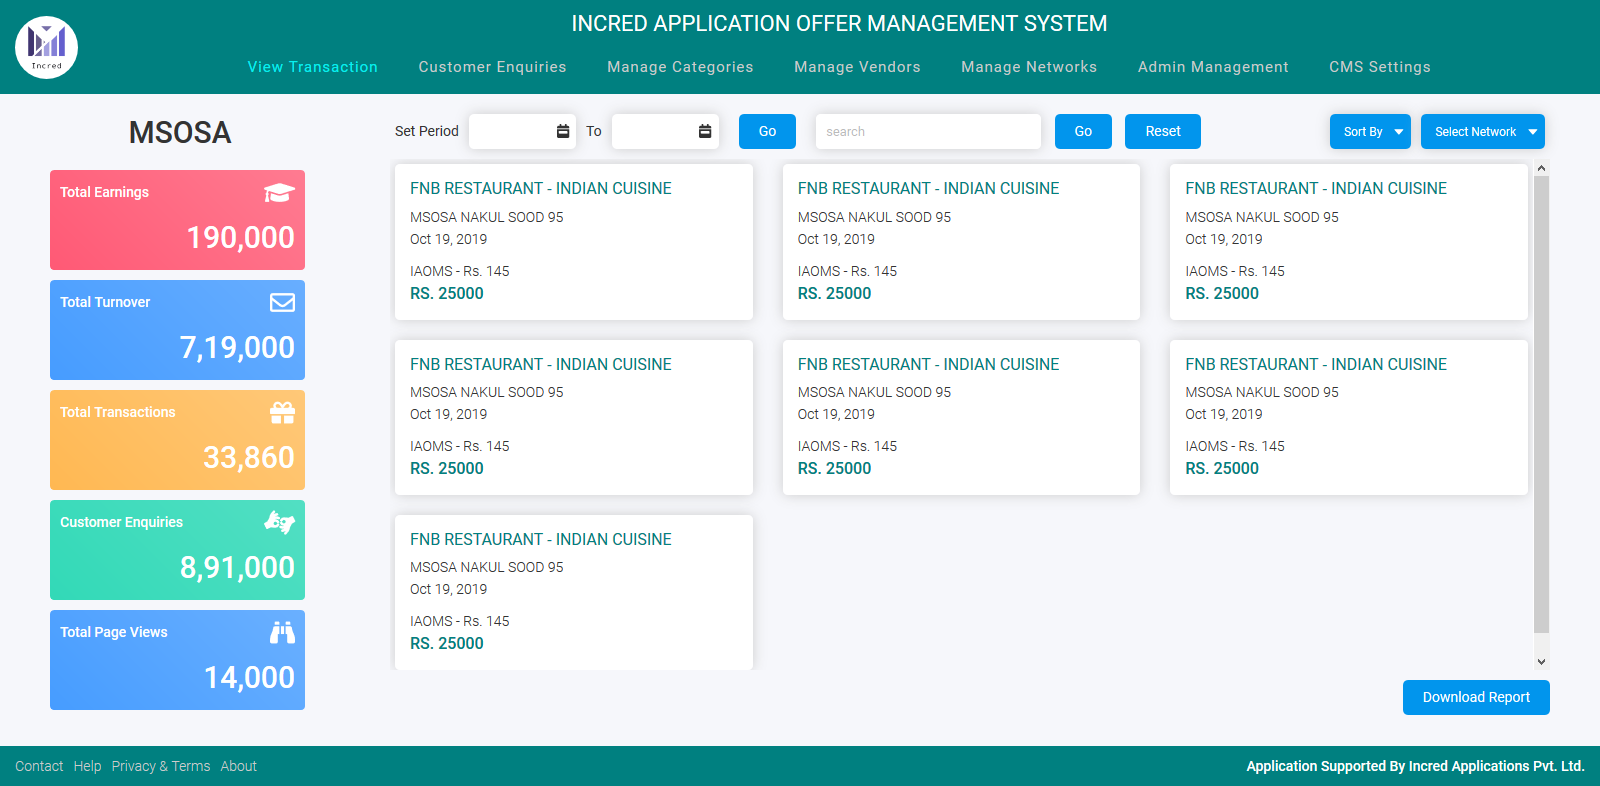 Incred
INCRED APPLICATION OFFER MANAGEMENT SYSTEM
View Transaction Customer Enquiries Manage Categories Manage Vendors Manage Networks Admin Management CMS Settings
MSOSA
Total Earnings
190,000
Total Turnover
7,19,000
Total Transactions
33,860
Customer Enquiries
8,91,000
Total Page Views
14,000
Set Period To Go search Go Reset Sort By Select Network
FNB RESTAURANT - INDIAN CUISINE
MSOSA NAKUL SOOD 95
Oct 19, 2019
IAOMS - Rs. 145
RS. 25000
FNB RESTAURANT - INDIAN CUISINE
MSOSA NAKUL SOOD 95
Oct 19, 2019
IAOMS - Rs. 145
RS. 25000
FNB RESTAURANT - INDIAN CUISINE
MSOSA NAKUL SOOD 95
Oct 19, 2019
IAOMS - Rs. 145
RS. 25000
FNB RESTAURANT - INDIAN CUISINE
MSOSA NAKUL SOOD 95
Oct 19, 2019
IAOMS - Rs. 145
RS. 25000
FNB RESTAURANT - INDIAN CUISINE
MSOSA NAKUL SOOD 95
Oct 19, 2019
IAOMS - Rs. 145
RS. 25000
FNB RESTAURANT - INDIAN CUISINE
MSOSA NAKUL SOOD 95
Oct 19, 2019
IAOMS - Rs. 145
RS. 25000
FNB RESTAURANT - INDIAN CUISINE
MSOSA NAKUL SOOD 95
Oct 19, 2019
IAOMS - Rs. 145
RS. 25000
Download Report
Contact Help Privacy & Terms About
Application Supported By Incred Applications Pvt. Ltd.